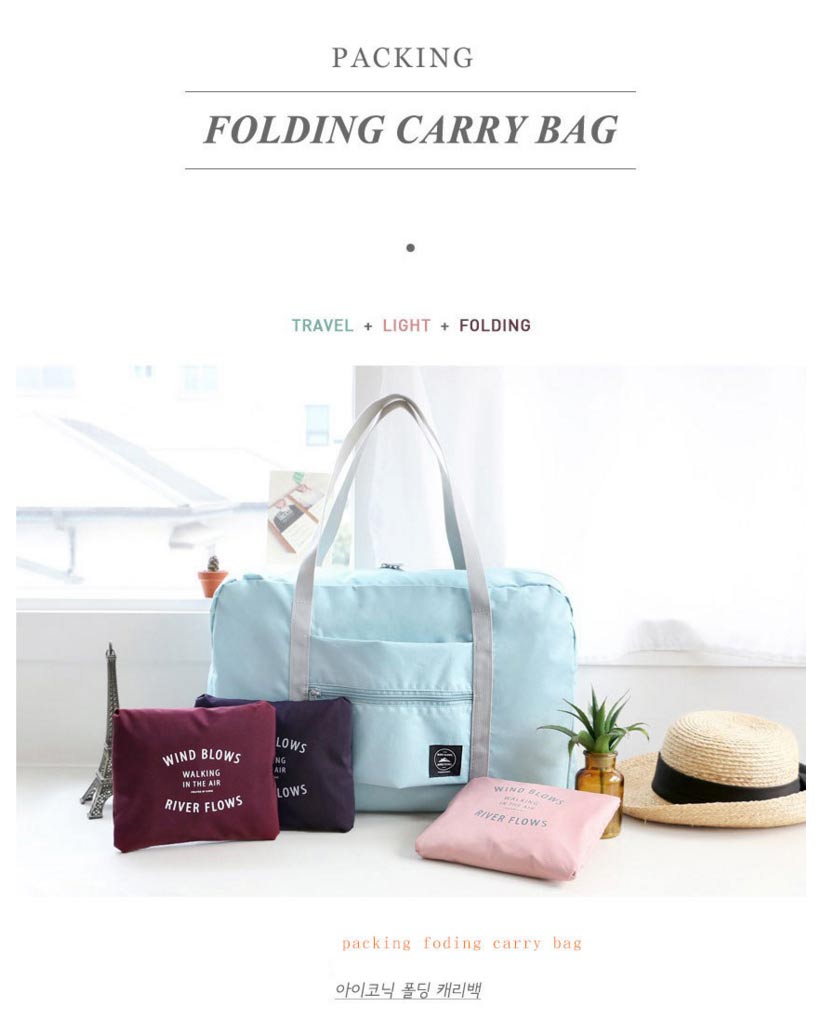 PACKING
FOLDING CARRY BAG
TRAVEL + LIGHT + FOLDING
WIND BLOWS
WALKING
IN THE AIR
RIVER FLOWS
LOWS
NG
AIR
LOWS
WIND BLOWS
WALKING
IN THE AIR
RIVER FLOWS
packing foding carry bag
아이코닉 폴딩 캐리백